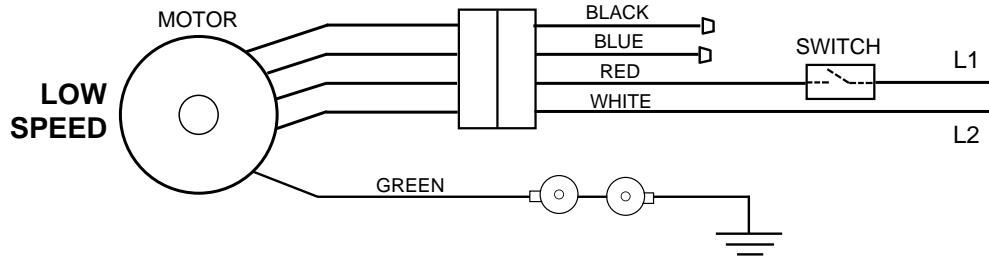 MOTOR
LOW
SPEED
BLACK
BLUE
RED
WHITE
SWITCH
L1
L2
GREEN